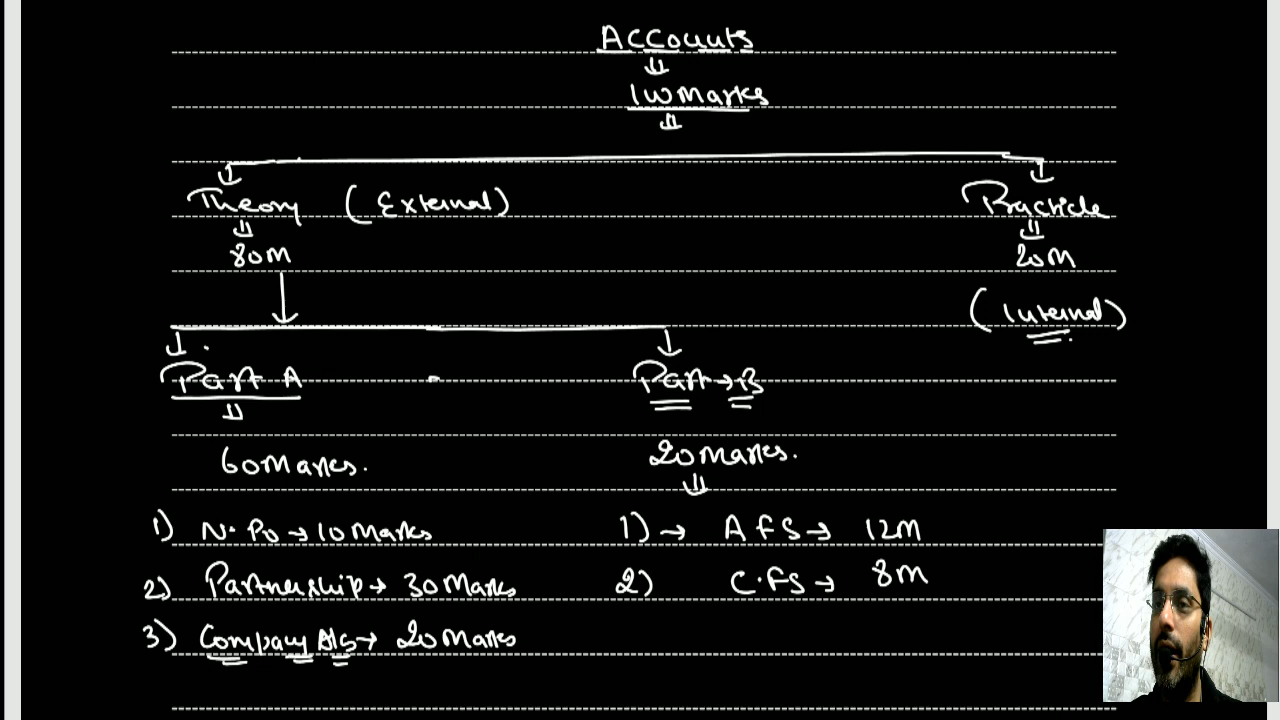 Accounts
100 Marks
Theory (External) Practicle
80M 20M
(Internal)
Part A Part → B
60 Marks. 20 Marks.
1) N.Po → 10 Marks 1) → AFS → 12M
2) Partnership → 30 Marks 2) C.FS → 8M
3) Company A/s → 20 Marks